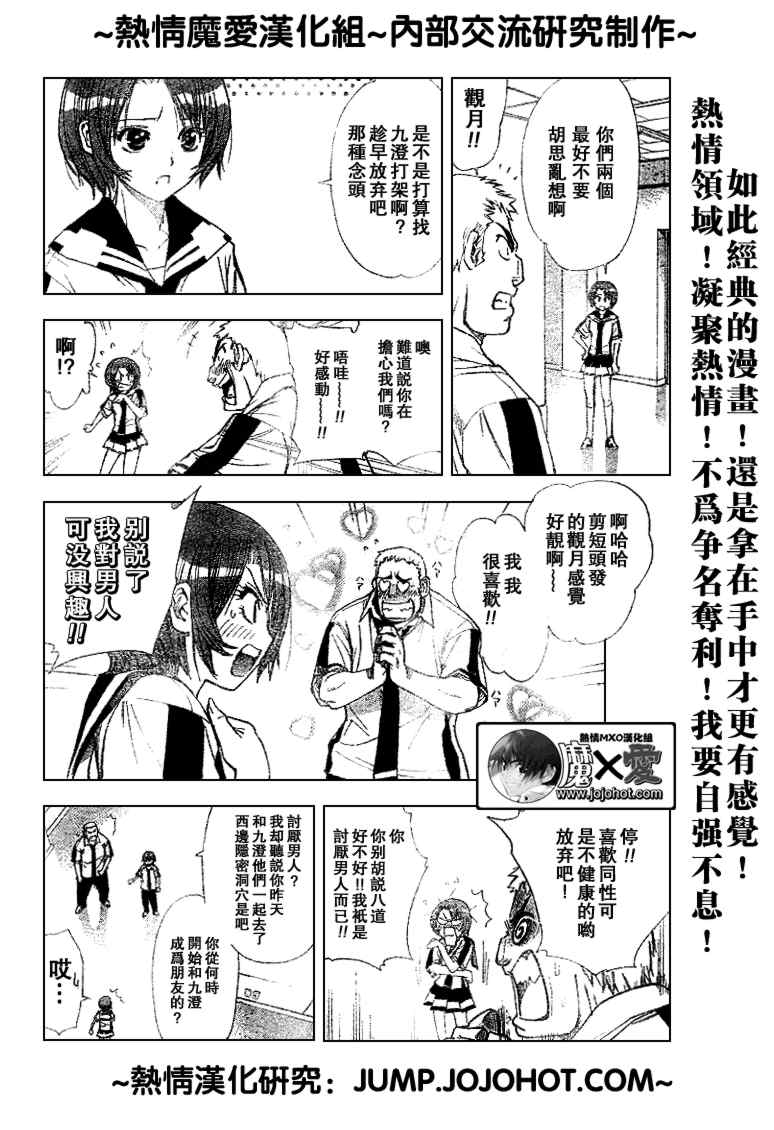 ~熱情魔愛漢化組~內部交流研究制作~
如此經典的漫畫！還是拿在手中才更有感覺！
熱情領域！凝聚熱情！不爲争名奪利！我要自强不息！
觀月!!
你們兩個
最好不要
胡思亂想啊
是不是打算找
九澄打架啊？
趁早放弃吧
那種念頭
噢
難道説你在
擔心我們嗎？
唔哇~~!!
好感動~~!!
啊!?
啊哈哈
剪短頭發
的觀月感覺
好靚啊~~
我 我
很喜歡!!
别説了
我對男人
可没興趣!!
熱情MXO漢化組
魔×愛
www.jojohot.com
停!!
喜歡同性可
是不健康的喲
放弃吧！
你
你别胡説八道
好不好!!我衹是
討厭男人而已!!
討厭男人？
我却聽説你昨天
和九澄他們一起去了
西邊隱密洞穴是吧
你從何時
開始和九澄
成爲朋友的？
哎…
~熱情漢化研究：JUMP.JOJOHOT.COM~